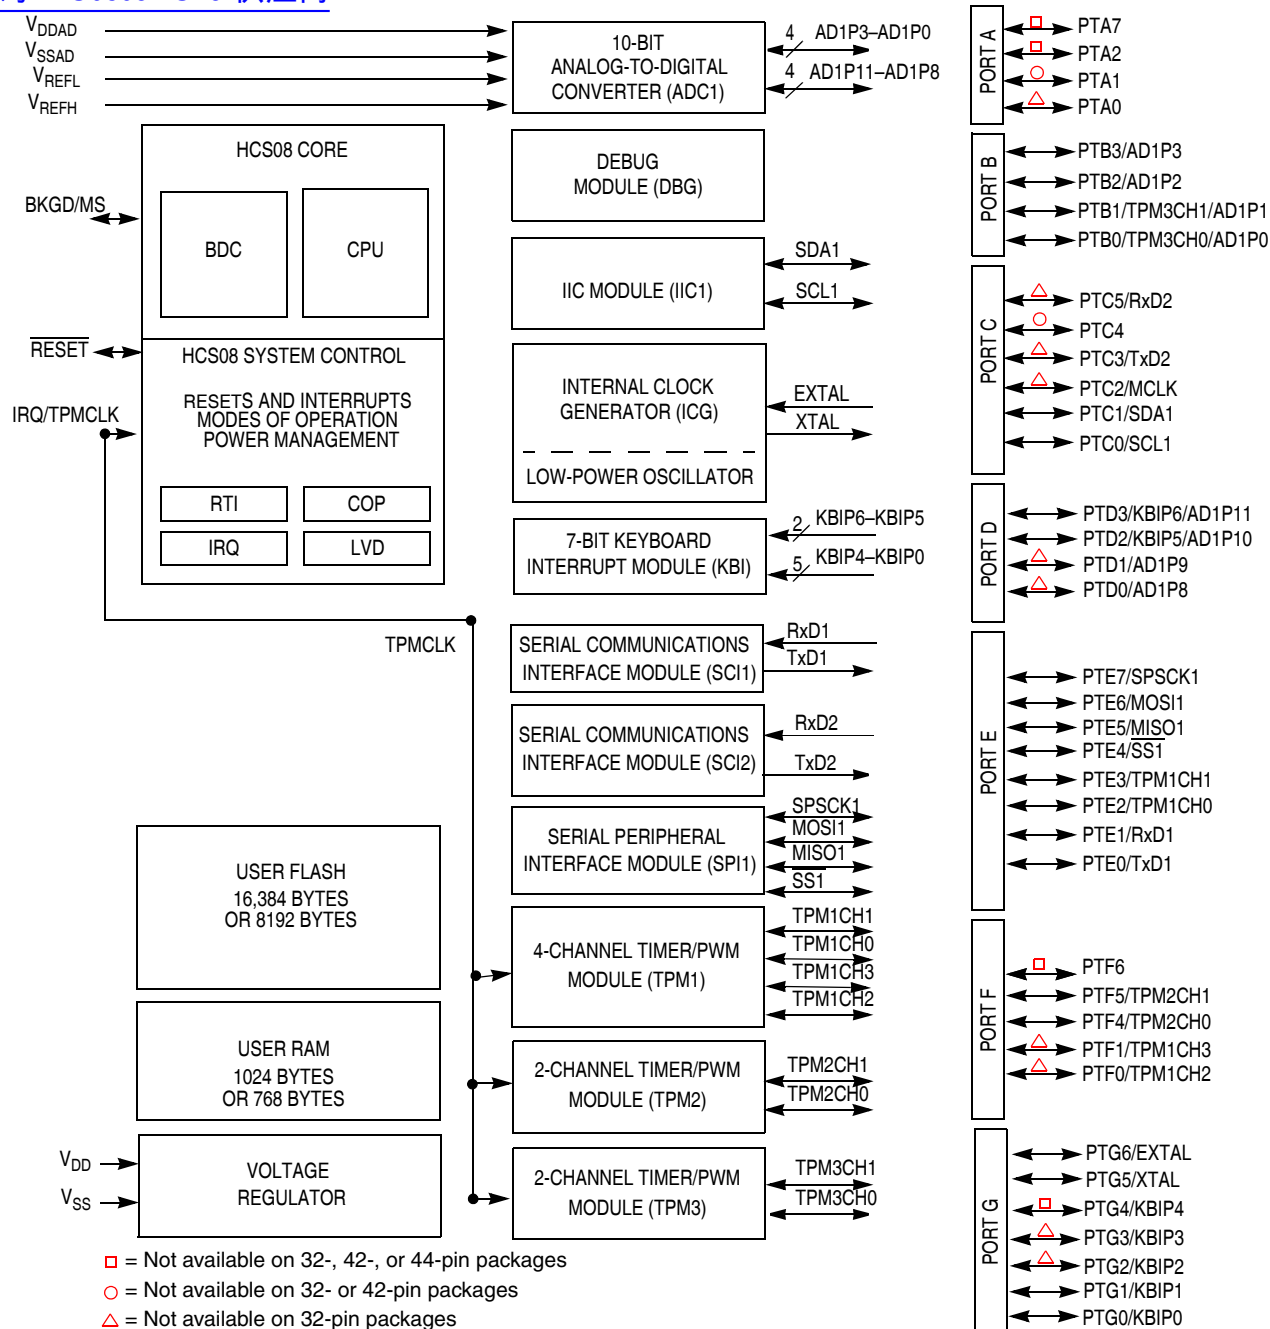 V_DDAD
V_SSAD
V_REFL
V_REFH
10-BIT
ANALOG-TO-DIGITAL
CONVERTER (ADC1)
4 AD1P3–AD1P0
4 AD1P11–AD1P8
HCS08 CORE
BDC
CPU
BKGD/MS
DEBUG
MODULE (DBG)
IIC MODULE (IIC1)
SDA1
SCL1
RESET
HCS08 SYSTEM CONTROL
RESETS AND INTERRUPTS
MODES OF OPERATION
POWER MANAGEMENT
IRQ/TPMCLK
RTI
COP
IRQ
LVD
INTERNAL CLOCK
GENERATOR (ICG)
LOW-POWER OSCILLATOR
EXTAL
XTAL
7-BIT KEYBOARD
INTERRUPT MODULE (KBI)
2 KBIP6–KBIP5
5 KBIP4–KBIP0
TPMCLK
SERIAL COMMUNICATIONS
INTERFACE MODULE (SCI1)
RxD1
TxD1
SERIAL COMMUNICATIONS
INTERFACE MODULE (SCI2)
RxD2
TxD2
SERIAL PERIPHERAL
INTERFACE MODULE (SPI1)
SPSCK1
MOSI1
MISO1
SS1
USER FLASH
16,384 BYTES
OR 8192 BYTES
4-CHANNEL TIMER/PWM
MODULE (TPM1)
TPM1CH1
TPM1CH0
TPM1CH3
TPM1CH2
USER RAM
1024 BYTES
OR 768 BYTES
2-CHANNEL TIMER/PWM
MODULE (TPM2)
TPM2CH1
TPM2CH0
V_DD
V_SS
VOLTAGE
REGULATOR
2-CHANNEL TIMER/PWM
MODULE (TPM3)
TPM3CH1
TPM3CH0
PORT A
PTA7
PTA2
PTA1
PTA0
PORT B
PTB3/AD1P3
PTB2/AD1P2
PTB1/TPM3CH1/AD1P1
PTB0/TPM3CH0/AD1P0
PORT C
PTC5/RxD2
PTC4
PTC3/TxD2
PTC2/MCLK
PTC1/SDA1
PTC0/SCL1
PORT D
PTD3/KBIP6/AD1P11
PTD2/KBIP5/AD1P10
PTD1/AD1P9
PTD0/AD1P8
PORT E
PTE7/SPSCK1
PTE6/MOSI1
PTE5/MISO1
PTE4/SS1
PTE3/TPM1CH1
PTE2/TPM1CH0
PTE1/RxD1
PTE0/TxD1
PORT F
PTF6
PTF5/TPM2CH1
PTF4/TPM2CH0
PTF1/TPM1CH3
PTF0/TPM1CH2
PORT G
PTG6/EXTAL
PTG5/XTAL
PTG4/KBIP4
PTG3/KBIP3
PTG2/KBIP2
PTG1/KBIP1
PTG0/KBIP0
□ = Not available on 32-, 42-, or 44-pin packages
○ = Not available on 32- or 42-pin packages
△ = Not available on 32-pin packages